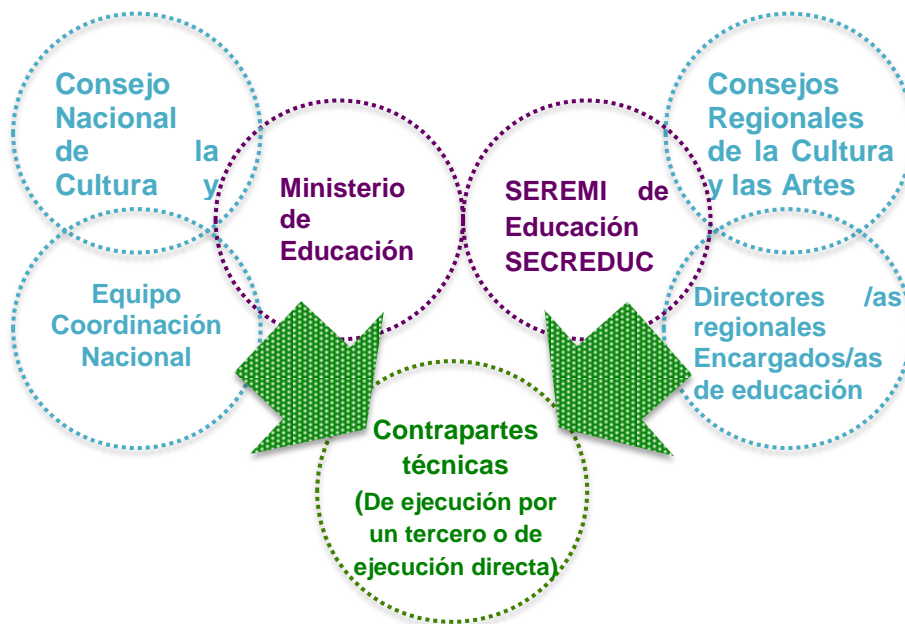 Consejo
Nacional
de la
Cultura y
Equipo
Coordinación
Nacional
Ministerio
de
Educación
SEREMI de
Educación
SECREDUC
Consejos
Regionales
de la Cultura
y las Artes
Directores /as
regionales
Encargados/as
de educación
Contrapartes
técnicas
(De ejecución por
un tercero o de
ejecución directa)